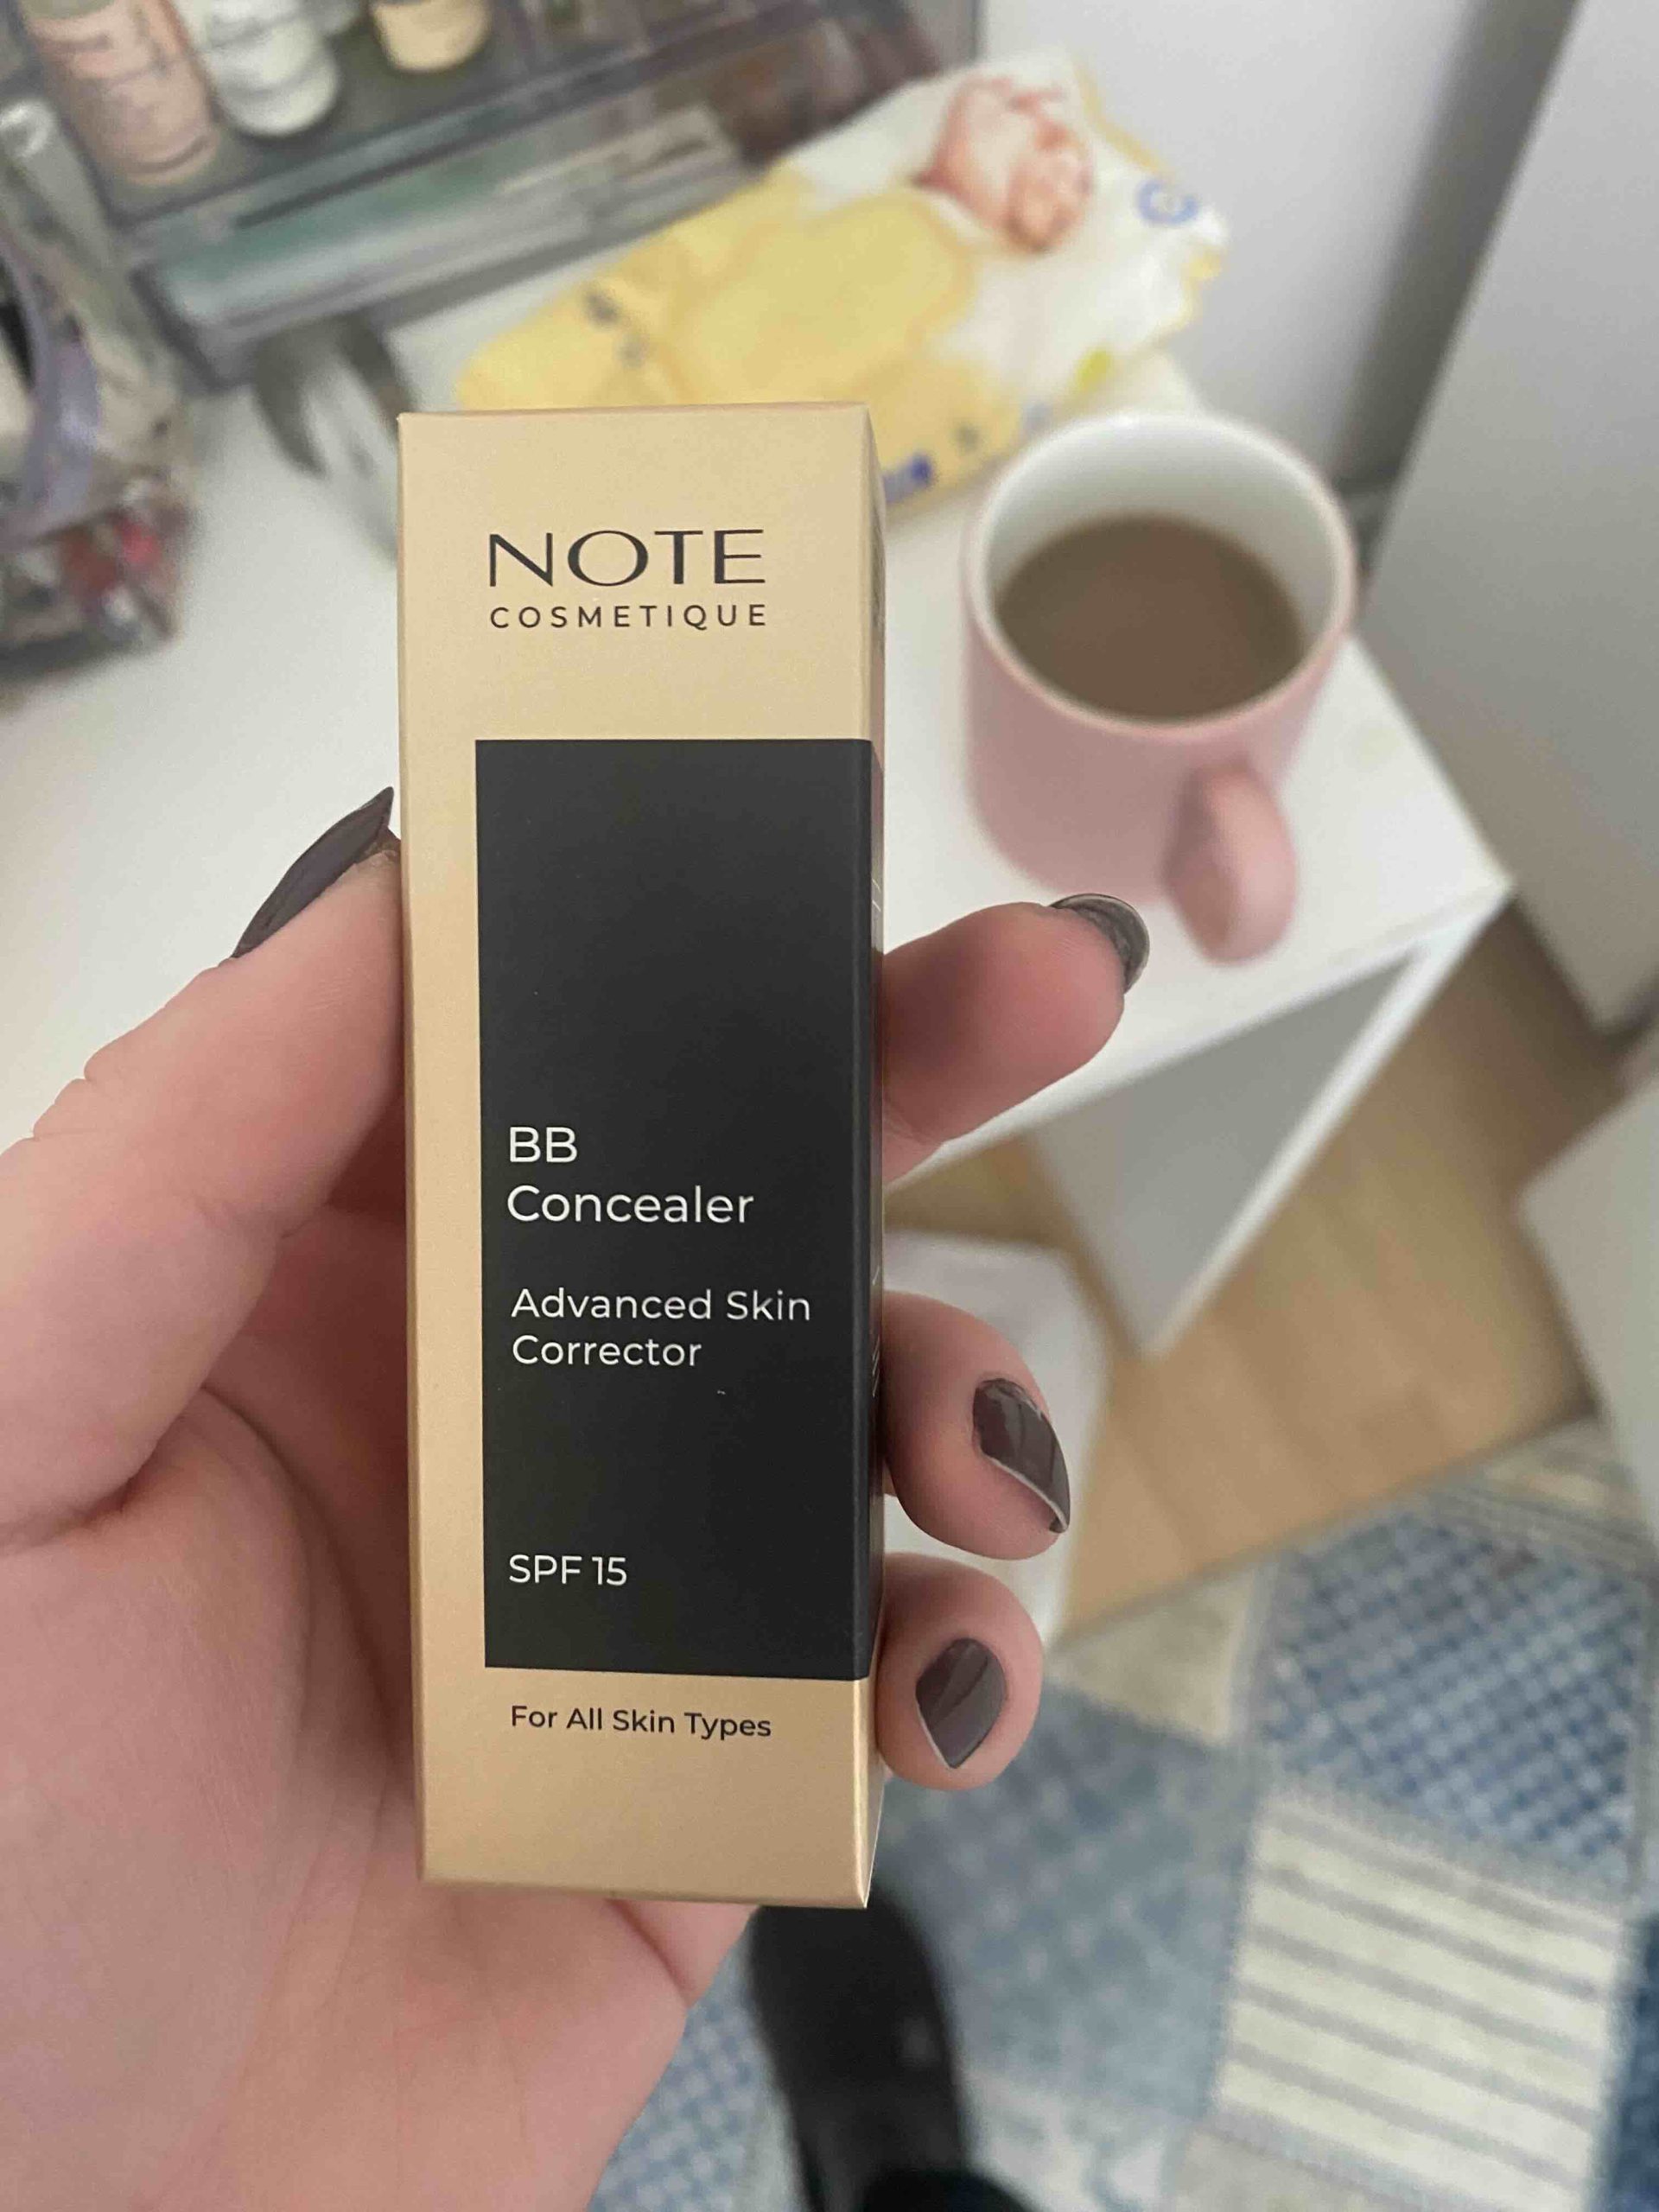 NOTE
COSMETIQUE
BB
Concealer
Advanced Skin
Corrector
SPF 15
For All Skin Types